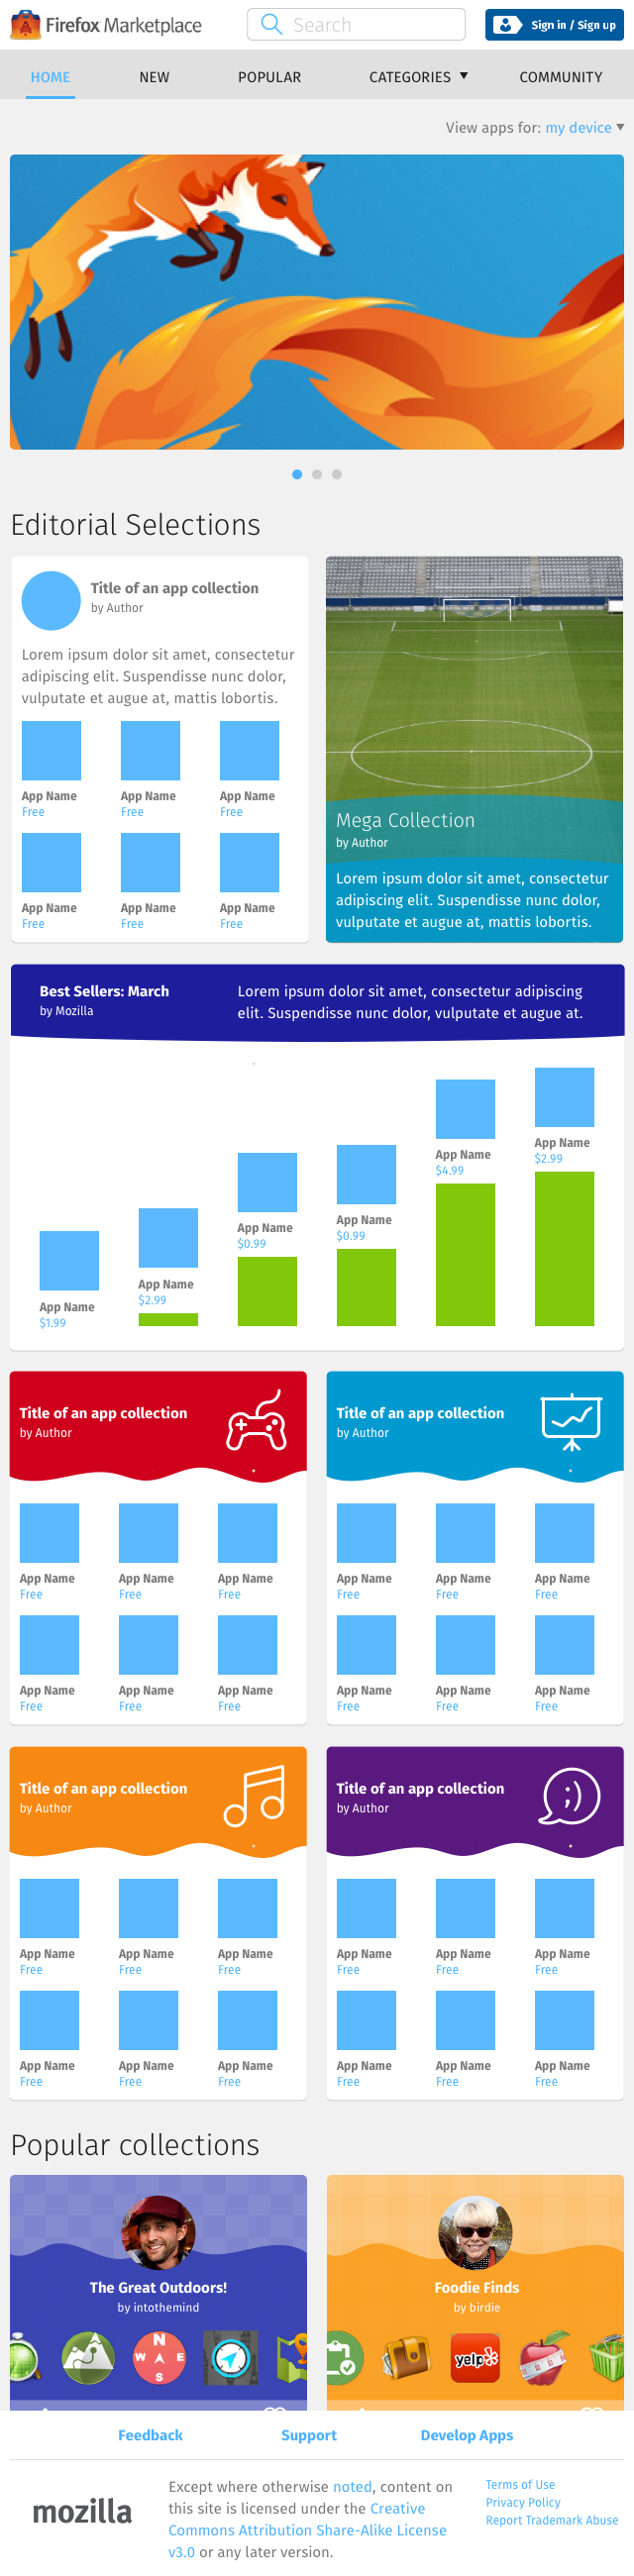 Firefox Marketplace
Search
Sign in / Sign up
HOME NEW POPULAR CATEGORIES COMMUNITY
View apps for: my device
Editorial Selections
Title of an app collection
by Author
Lorem ipsum dolor sit amet, consectetur
adipiscing elit. Suspendisse nunc dolor,
vulputate et augue at, mattis lobortis.
App Name App Name App Name
Free Free Free
App Name App Name App Name
Free Free Free
Mega Collection
by Author
Lorem ipsum dolor sit amet, consectetur
adipiscing elit. Suspendisse nunc dolor,
vulputate et augue at, mattis lobortis.
Best Sellers: March
by Mozilla
Lorem ipsum dolor sit amet, consectetur adipiscing
elit. Suspendisse nunc dolor, vulputate et augue at.
App Name
$1.99
App Name
$2.99
App Name
$0.99
App Name
$0.99
App Name
$4.99
App Name
$2.99
Title of an app collection
by Author
App Name App Name App Name
Free Free Free
App Name App Name App Name
Free Free Free
Title of an app collection
by Author
App Name App Name App Name
Free Free Free
App Name App Name App Name
Free Free Free
Title of an app collection
by Author
App Name App Name App Name
Free Free Free
App Name App Name App Name
Free Free Free
Title of an app collection
by Author
App Name App Name App Name
Free Free Free
App Name App Name App Name
Free Free Free
Popular collections
The Great Outdoors!
by intothemind
N
W E
A S
Foodie Finds
by birdie
yelp
Feedback Support Develop Apps
mozilla
Except where otherwise noted, content on
this site is licensed under the Creative
Commons Attribution Share-Alike License
v3.0 or any later version.
Terms of Use
Privacy Policy
Report Trademark Abuse